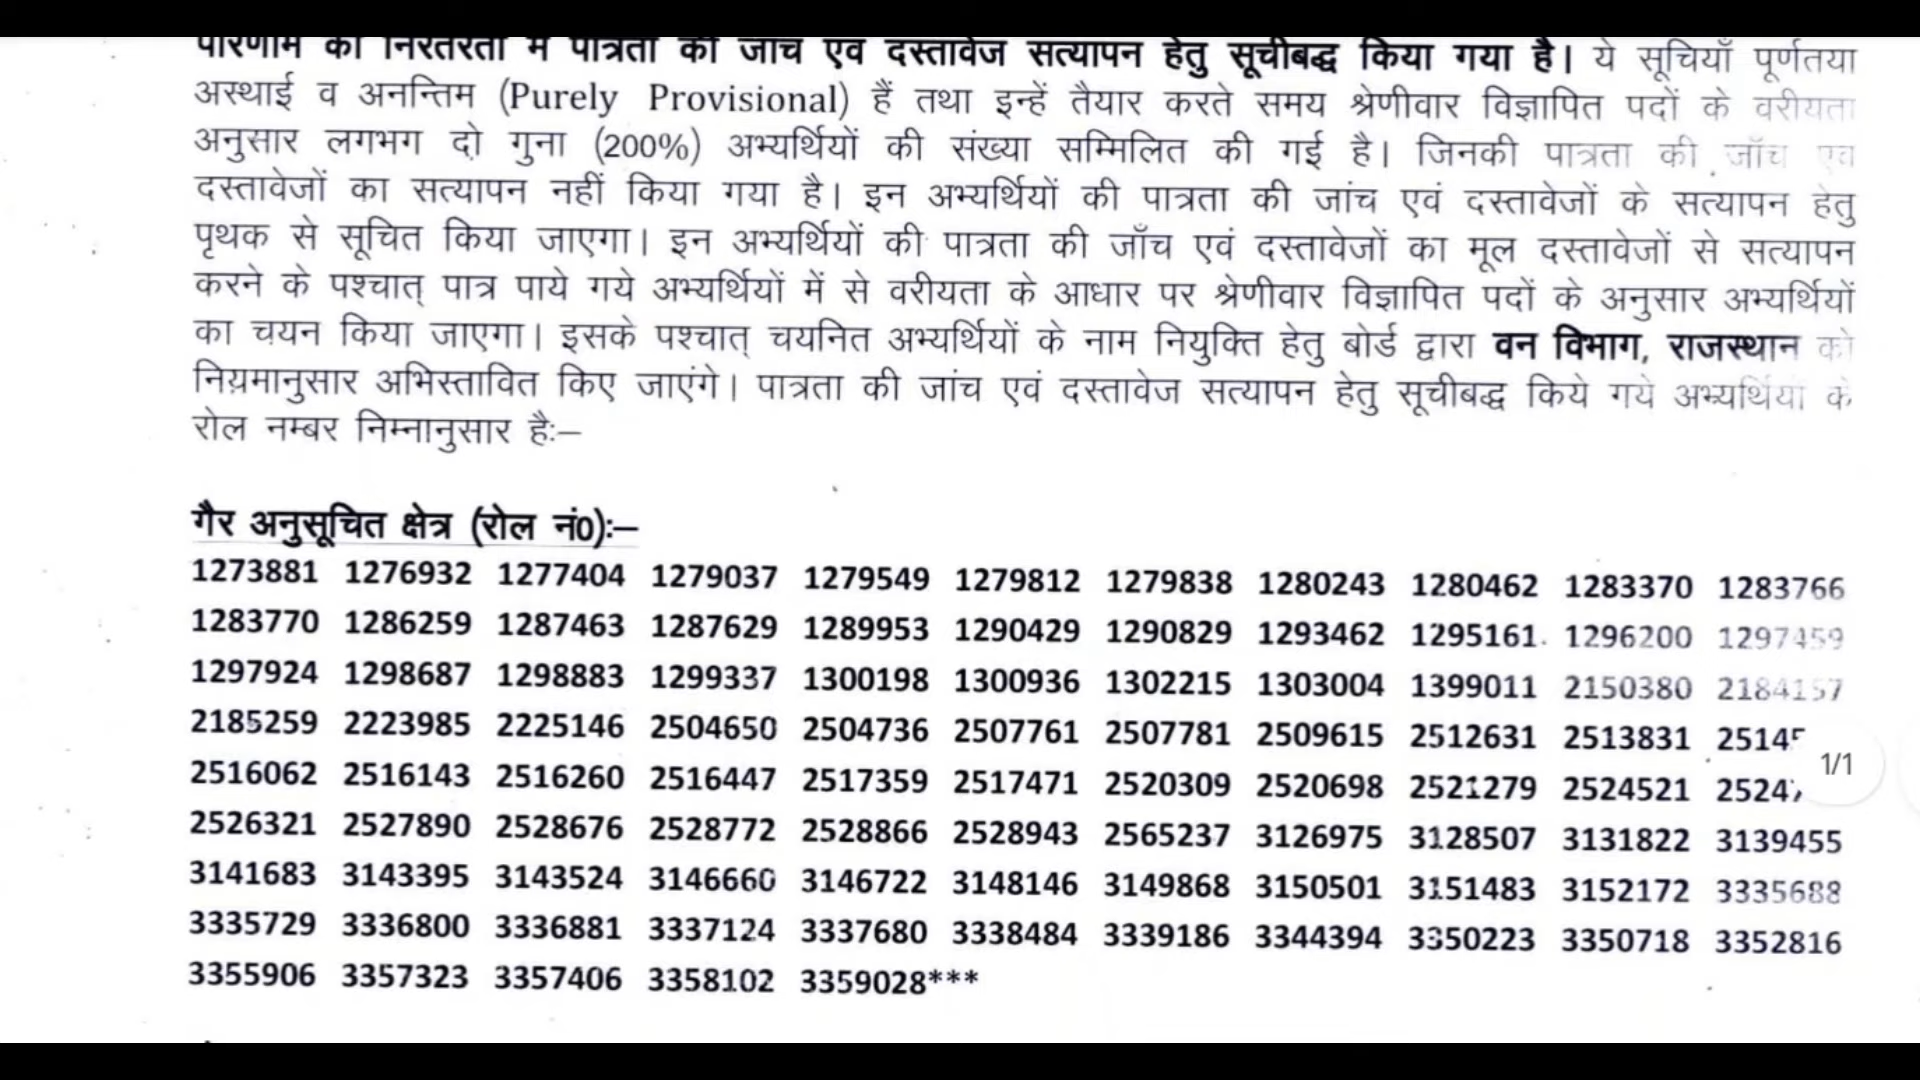 परिणाम की निरंतरता में पात्रता की जांच एवं दस्तावेज सत्यापन हेतु सूचीबद्ध किया गया है। ये सूचियाँ पूर्णतया
अस्थाई व अनन्तिम (Purely Provisional) हैं तथा इन्हें तैयार करते समय श्रेणीवार विज्ञापित पदों के वरीयता
अनुसार लगभग दो गुना (200%) अभ्यर्थियों की संख्या सम्मिलित की गई है। जिनकी पात्रता की जाँच एवं
दस्तावेजों का सत्यापन नहीं किया गया है। इन अभ्यर्थियों की पात्रता की जांच एवं दस्तावेजों के सत्यापन हेतु
पृथक से सूचित किया जाएगा। इन अभ्यर्थियों की पात्रता की जाँच एवं दस्तावेजों का मूल दस्तावेजों से सत्यापन
करने के पश्चात् पात्र पाये गये अभ्यर्थियों में से वरीयता के आधार पर श्रेणीवार विज्ञापित पदों के अनुसार अभ्यर्थियों
का चयन किया जाएगा। इसके पश्चात् चयनित अभ्यर्थियों के नाम नियुक्ति हेतु बोर्ड द्वारा वन विभाग, राजस्थान को
नियमानुसार अभिस्तावित किए जाएंगे। पात्रता की जांच एवं दस्तावेज सत्यापन हेतु सूचीबद्ध किये गये अभ्यर्थियों के
रोल नम्बर निम्नानुसार हैः–
गैर अनुसूचित क्षेत्र (रोल नं0):–
1273881 1276932 1277404 1279037 1279549 1279812 1279838 1280243 1280462 1283370 1283766
1283770 1286259 1287463 1287629 1289953 1290429 1290829 1293462 1295161 1296200 1297459
1297924 1298687 1298883 1299337 1300198 1300936 1302215 1303004 1399011 2150380 2184157
2185259 2223985 2225146 2504650 2504736 2507761 2507781 2509615 2512631 2513831
2516062 2516143 2516260 2516447 2517359 2517471 2520309 2520698 2521279 2524521
1/1
2526321 2527890 2528676 2528772 2528866 2528943 2565237 3126975 3128507 3131822 3139455
3141683 3143395 3143524 3146660 3146722 3148146 3149868 3150501 3151483 3152172 3335688
3335729 3336800 3336881 3337124 3337680 3338484 3339186 3344394 3350223 3350718 3352816
3355906 3357323 3357406 3358102 3359028***